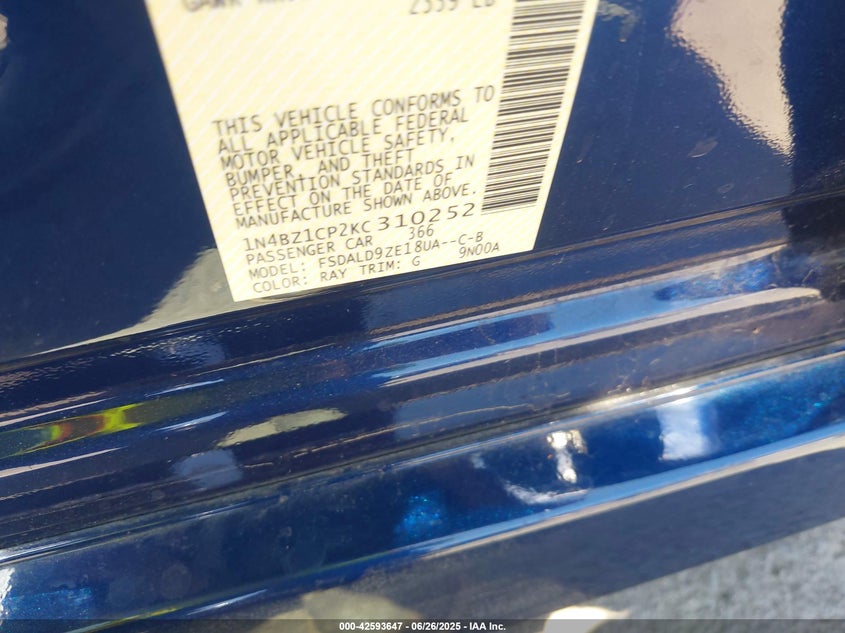 2559 LB
THIS VEHICLE CONFORMS TO
ALL APPLICABLE FEDERAL
MOTOR VEHICLE SAFETY,
BUMPER, AND THEFT
PREVENTION STANDARDS IN
EFFECT ON THE DATE OF
MANUFACTURE SHOWN ABOVE.
1N4BZ1CP2KC310252
PASSENGER CAR 366
MODEL: FSDALD9ZE18UA--C-B
COLOR: RAY TRIM: G 9N00A
000-42593647 | 06/26/2025 - IAA Inc.